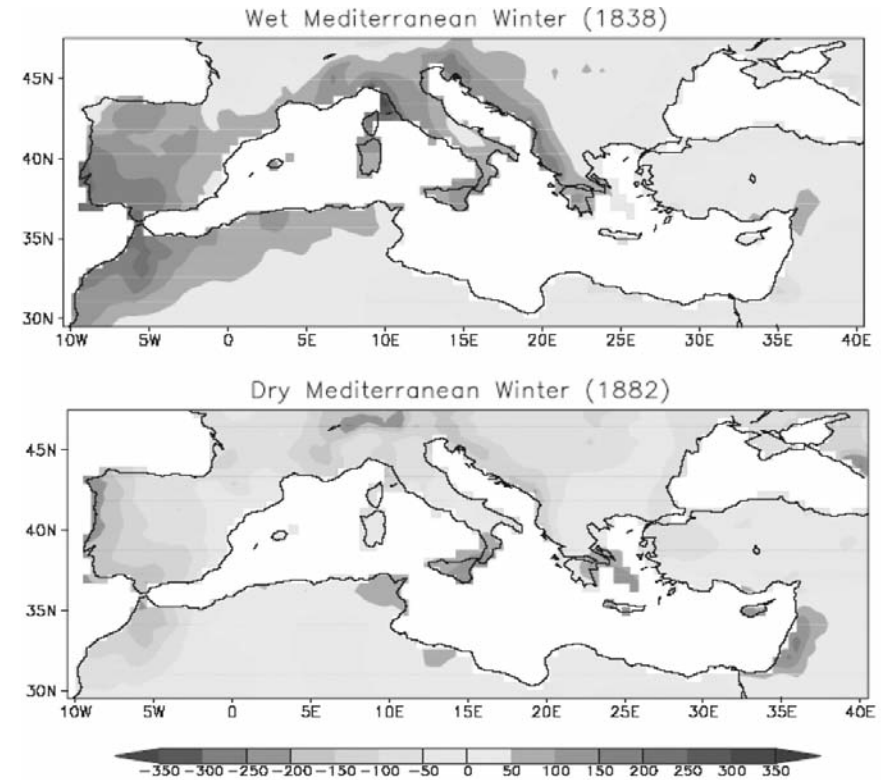 Wet Mediterranean Winter (1838)
45N
40N
35N
30N
10W 5W 0 5E 10E 15E 20E 25E 30E 35E 40E
Dry Mediterranean Winter (1882)
45N
40N
35N
30N
10W 5W 0 5E 10E 15E 20E 25E 30E 35E 40E
-350 -300 -250 -200 -150 -100 -50 0 50 100 150 200 250 300 350